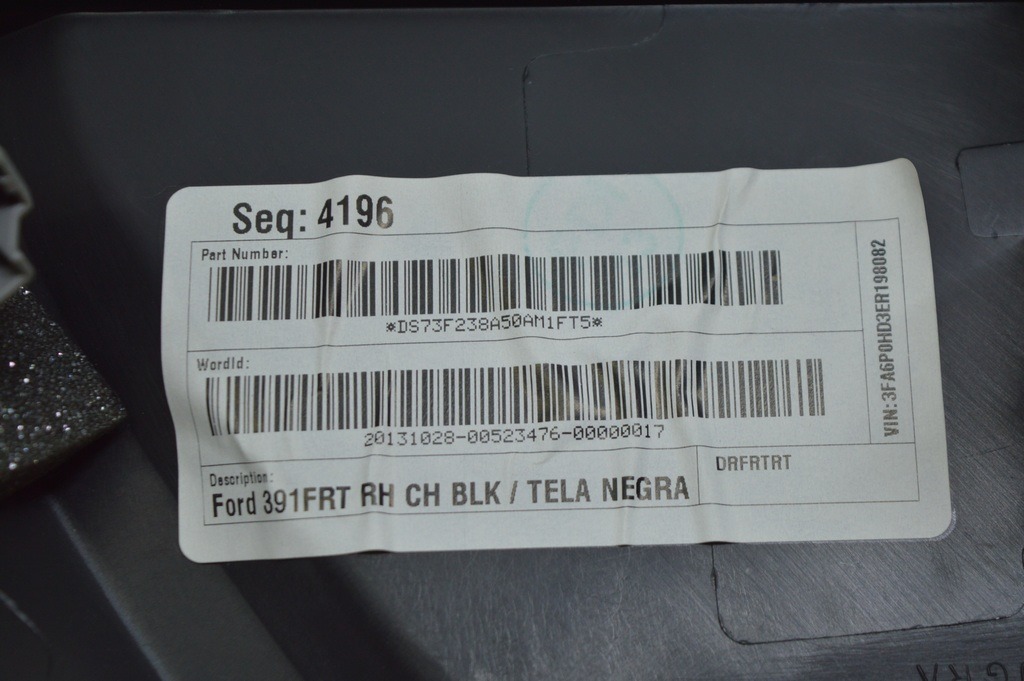 Seq: 4196
Part Number:
*DS73F238A50AM1FT5*
WordId:
20131028-00523476-00000017
Description:
Ford 391FRT RH CH BLK / TELA NEGRA
DRFRTRT
VIN:3FA6P0HD3ER198082